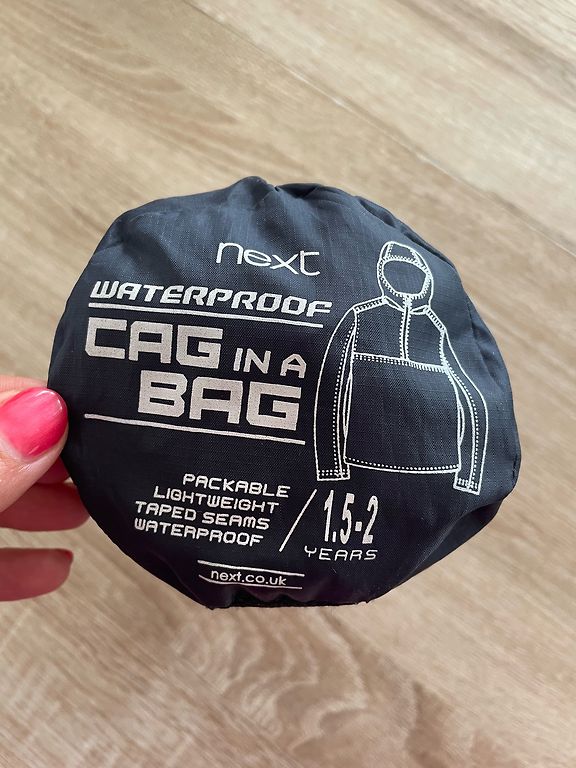 next
WATERPROOF
CAG IN A
BAG
PACKABLE
LIGHTWEIGHT
TAPED SEAMS
WATERPROOF
1.5-2
YEARS
next.co.uk